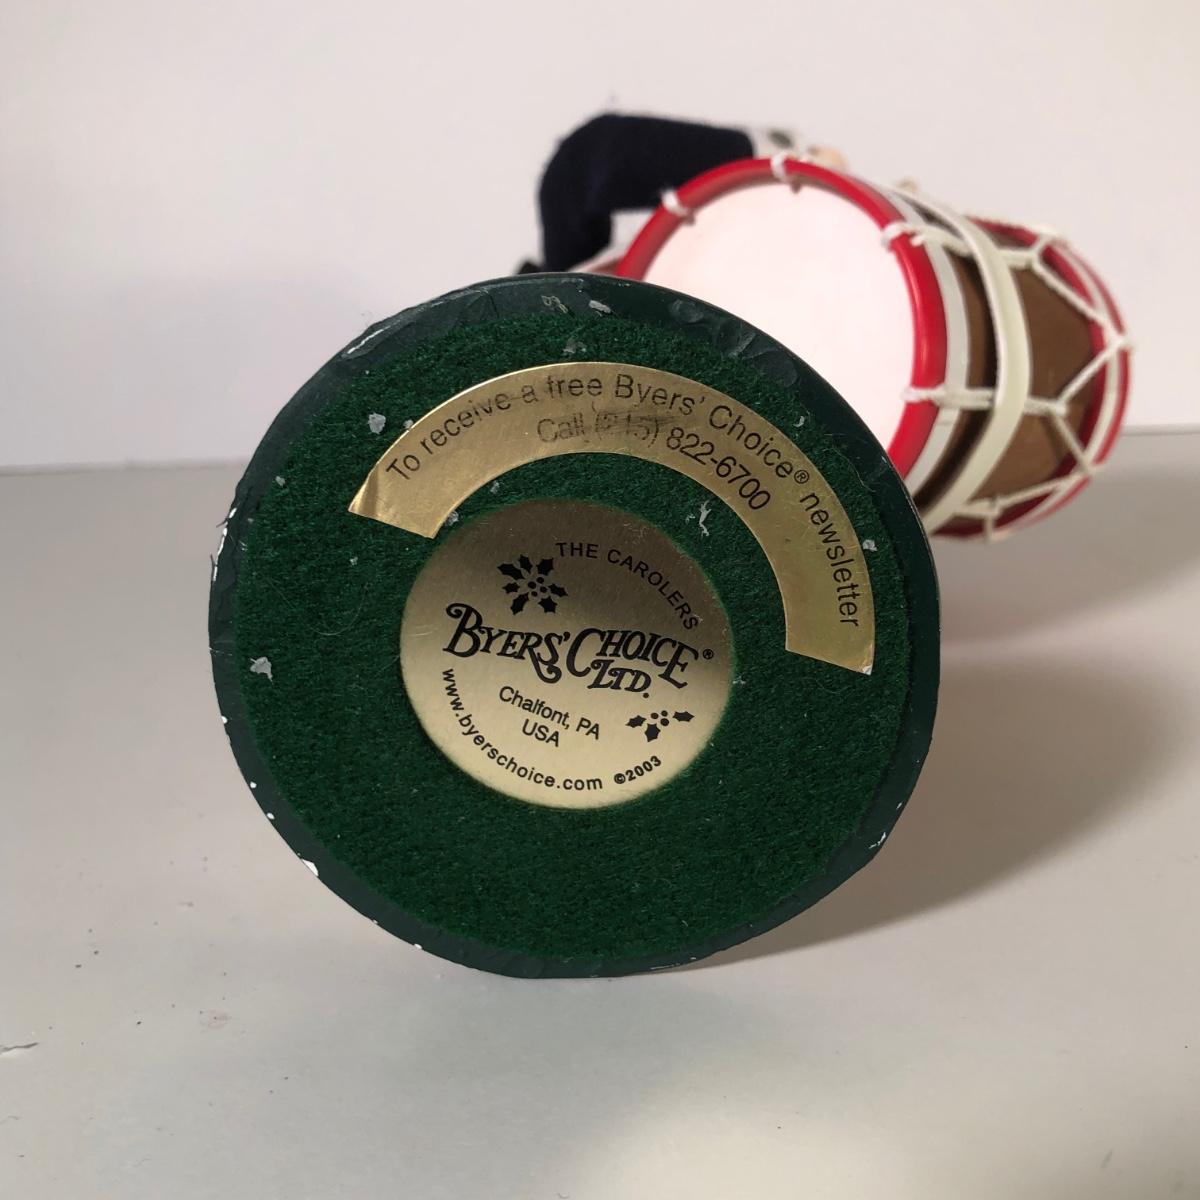 To receive a free Byers' Choice® newsletter
Call (215) 822-6700
THE CAROLERS
BYERS' CHOICE®
LTD.
Chalfont, PA
USA
www.byerschoice.com ©2003